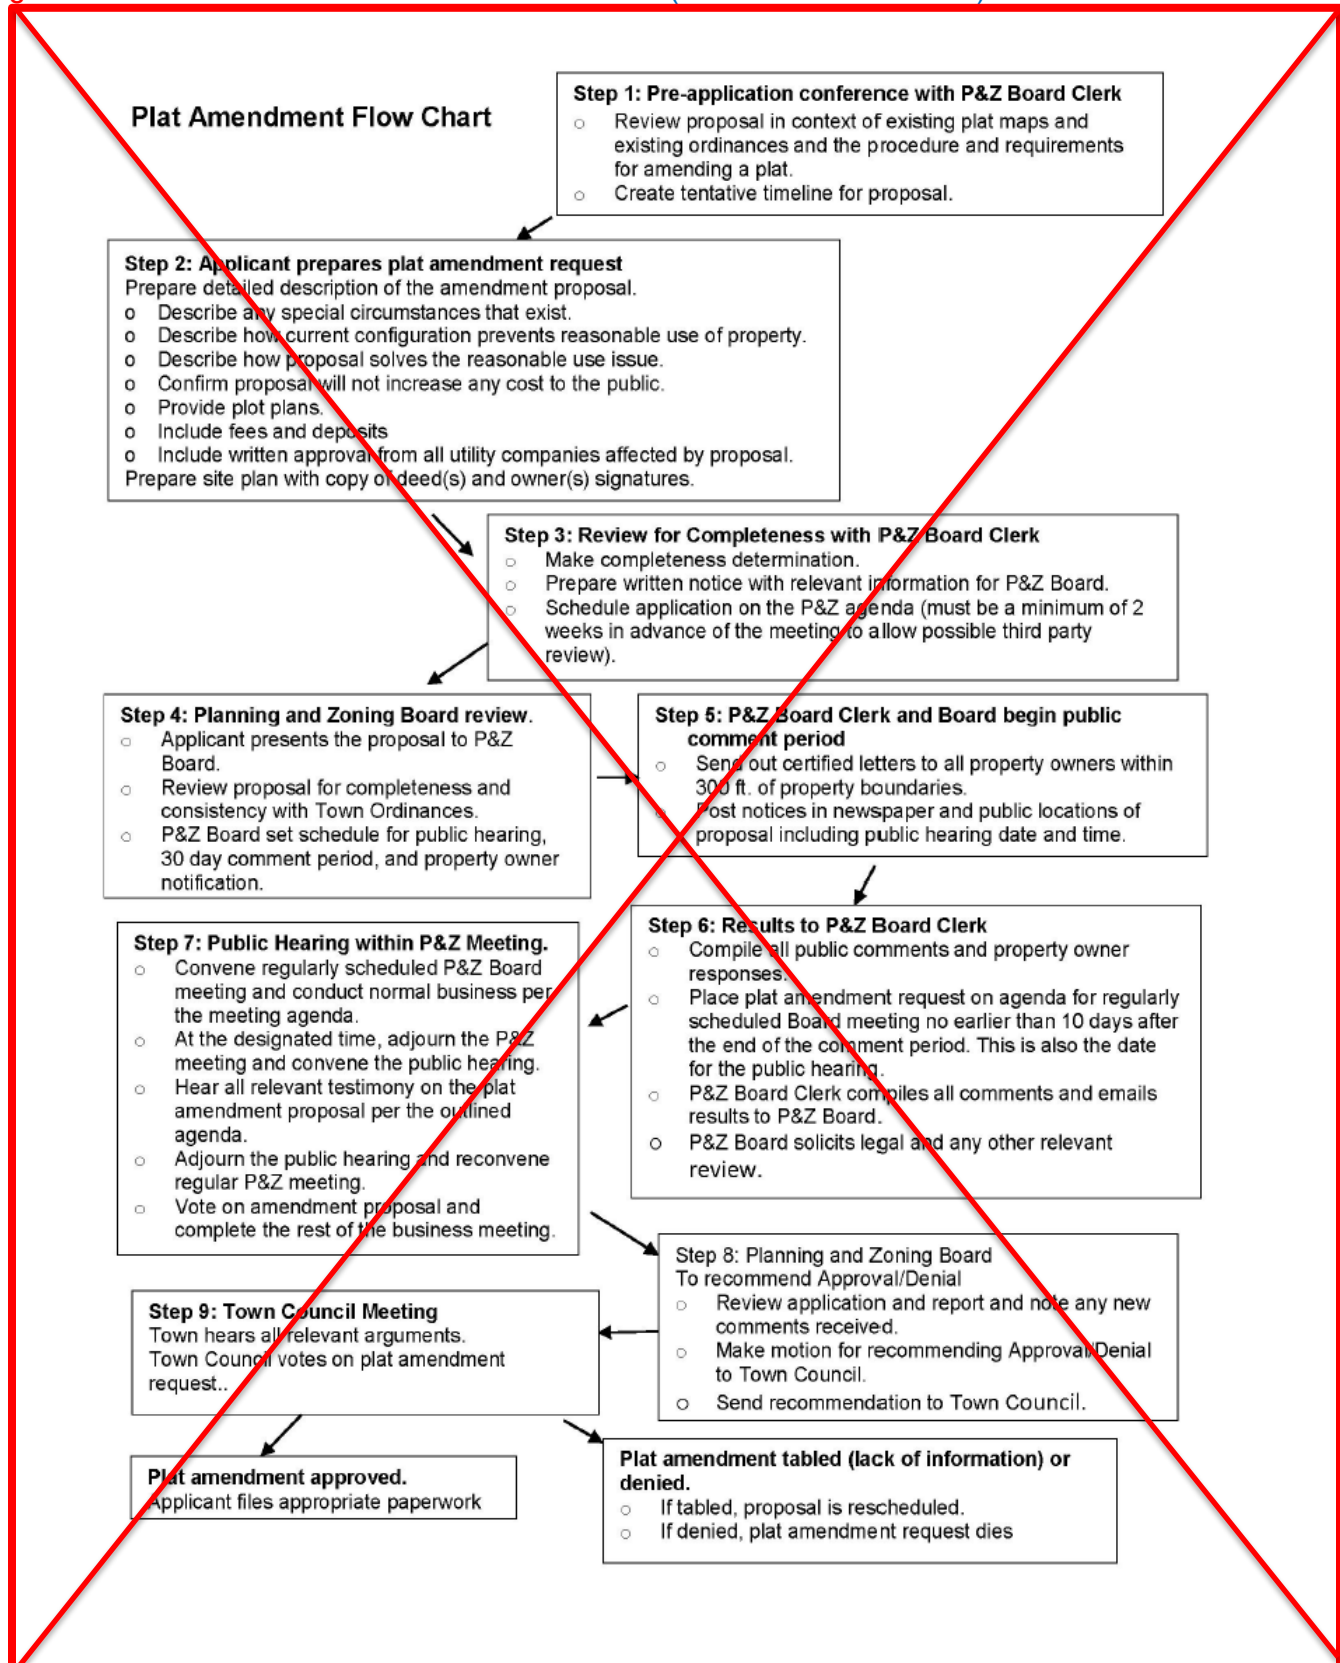 Plat Amendment Flow Chart
Step 1: Pre-application conference with P&Z Board Clerk
o Review proposal in context of existing plat maps and
existing ordinances and the procedure and requirements
for amending a plat.
o Create tentative timeline for proposal.
Step 2: Applicant prepares plat amendment request
Prepare detailed description of the amendment proposal.
o Describe any special circumstances that exist.
o Describe how current configuration prevents reasonable use of property.
o Describe how proposal solves the reasonable use issue.
o Confirm proposal will not increase any cost to the public.
o Provide plot plans.
o Include fees and deposits
o Include written approval from all utility companies affected by proposal.
Prepare site plan with copy of deed(s) and owner(s) signatures.
Step 3: Review for Completeness with P&Z Board Clerk
o Make completeness determination.
o Prepare written notice with relevant information for P&Z Board.
o Schedule application on the P&Z agenda (must be a minimum of 2
weeks in advance of the meeting to allow possible third party
review).
Step 4: Planning and Zoning Board review.
o Applicant presents the proposal to P&Z
Board.
o Review proposal for completeness and
consistency with Town Ordinances.
o P&Z Board set schedule for public hearing,
30 day comment period, and property owner
notification.
Step 5: P&Z Board Clerk and Board begin public
comment period
o Send out certified letters to all property owners within
300 ft. of property boundaries.
o Post notices in newspaper and public locations of
proposal including public hearing date and time.
Step 6: Results to P&Z Board Clerk
o Compile all public comments and property owner
responses.
o Place plat amendment request on agenda for regularly
scheduled Board meeting no earlier than 10 days after
the end of the comment period. This is also the date
for the public hearing.
o P&Z Board Clerk compiles all comments and emails
results to P&Z Board.
o P&Z Board solicits legal and any other relevant
review.
Step 7: Public Hearing within P&Z Meeting.
o Convene regularly scheduled P&Z Board
meeting and conduct normal business per
the meeting agenda.
o At the designated time, adjourn the P&Z
meeting and convene the public hearing.
o Hear all relevant testimony on the plat
amendment proposal per the outlined
agenda.
o Adjourn the public hearing and reconvene
regular P&Z meeting.
o Vote on amendment proposal and
complete the rest of the business meeting.
Step 8: Planning and Zoning Board
To recommend Approval/Denial
o Review application and report and note any new
comments received.
o Make motion for recommending Approval/Denial
to Town Council.
o Send recommendation to Town Council.
Step 9: Town Council Meeting
Town hears all relevant arguments.
Town Council votes on plat amendment
request..
Plat amendment approved.
Applicant files appropriate paperwork
Plat amendment tabled (lack of information) or
denied.
o If tabled, proposal is rescheduled.
o If denied, plat amendment request dies